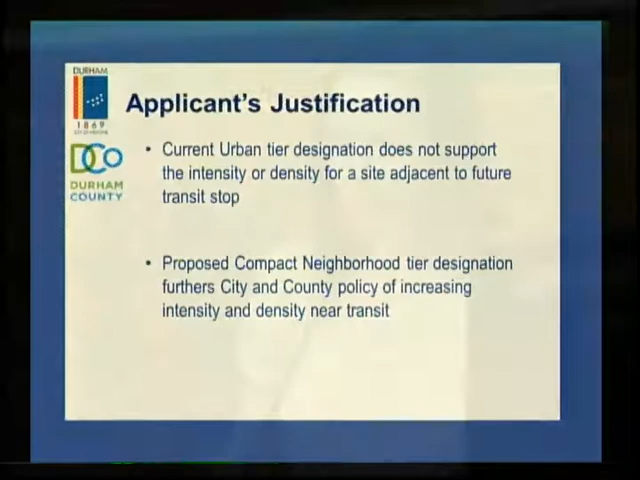 DURHAM
1869
DCo
DURHAM
COUNTY
Applicant's Justification
• Current Urban tier designation does not support
the intensity or density for a site adjacent to future
transit stop
• Proposed Compact Neighborhood tier designation
furthers City and County policy of increasing
intensity and density near transit